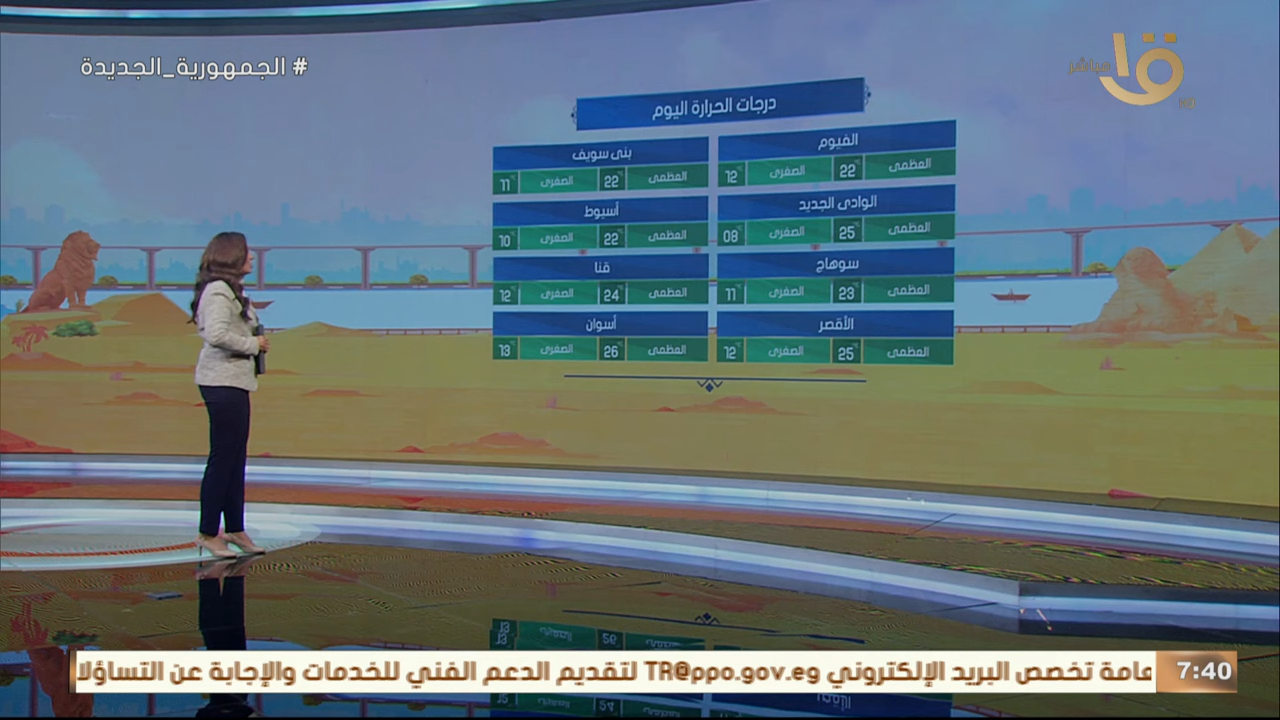 # الجمهورية_الجديدة
مباشر
درجات الحرارة اليوم
الفيوم
العظمى 22 الصغرى 12
بنى سويف
العظمى 22 الصغرى 11
الوادى الجديد
العظمى 25 الصغرى 08
أسيوط
العظمى 22 الصغرى 10
سوهاج
العظمى 23 الصغرى 11
قنا
العظمى 24 الصغرى 12
الأقصر
العظمى 25 الصغرى 12
أسوان
العظمى 26 الصغرى 13
7:40
عامة تخصص البريد الإلكتروني TR@ppo.gov.eg لتقديم الدعم الفني للخدمات والإجابة عن التساؤلا